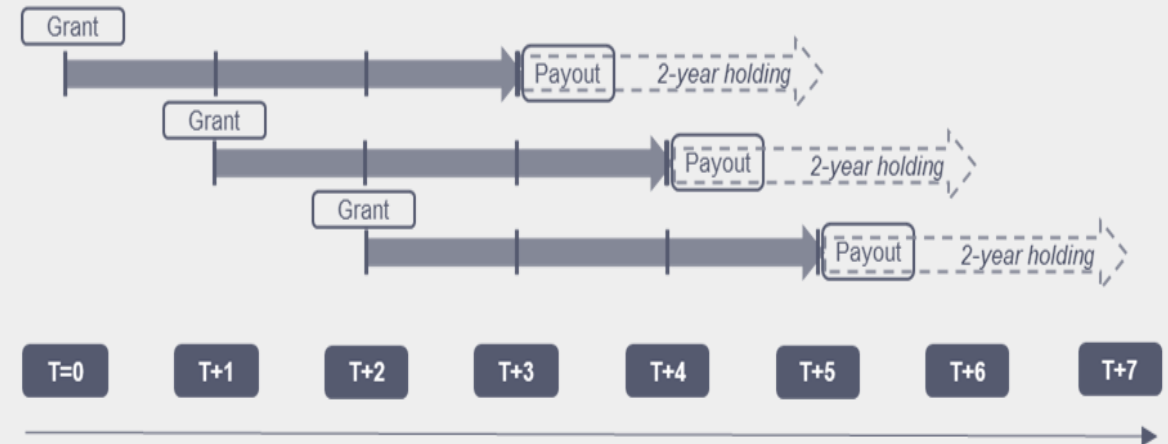 Grant
Payout 2-year holding
Grant
Payout 2-year holding
Grant
Payout 2-year holding
T=0 T+1 T+2 T+3 T+4 T+5 T+6 T+7